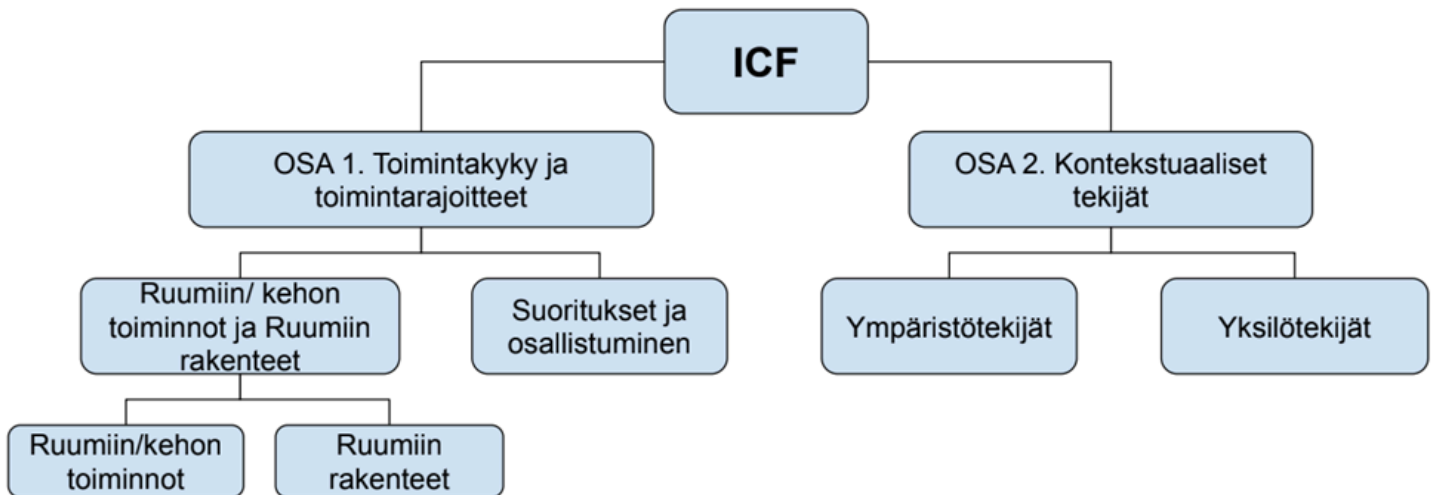 ICF
OSA 1. Toimintakyky ja
toimintarajoitteet
OSA 2. Kontekstuaaliset
tekijät
Ruumiin/ kehon
toiminnot ja Ruumiin
rakenteet
Suoritukset ja
osallistuminen
Ympäristötekijät
Yksilötekijät
Ruumiin/kehon
toiminnot
Ruumiin
rakenteet